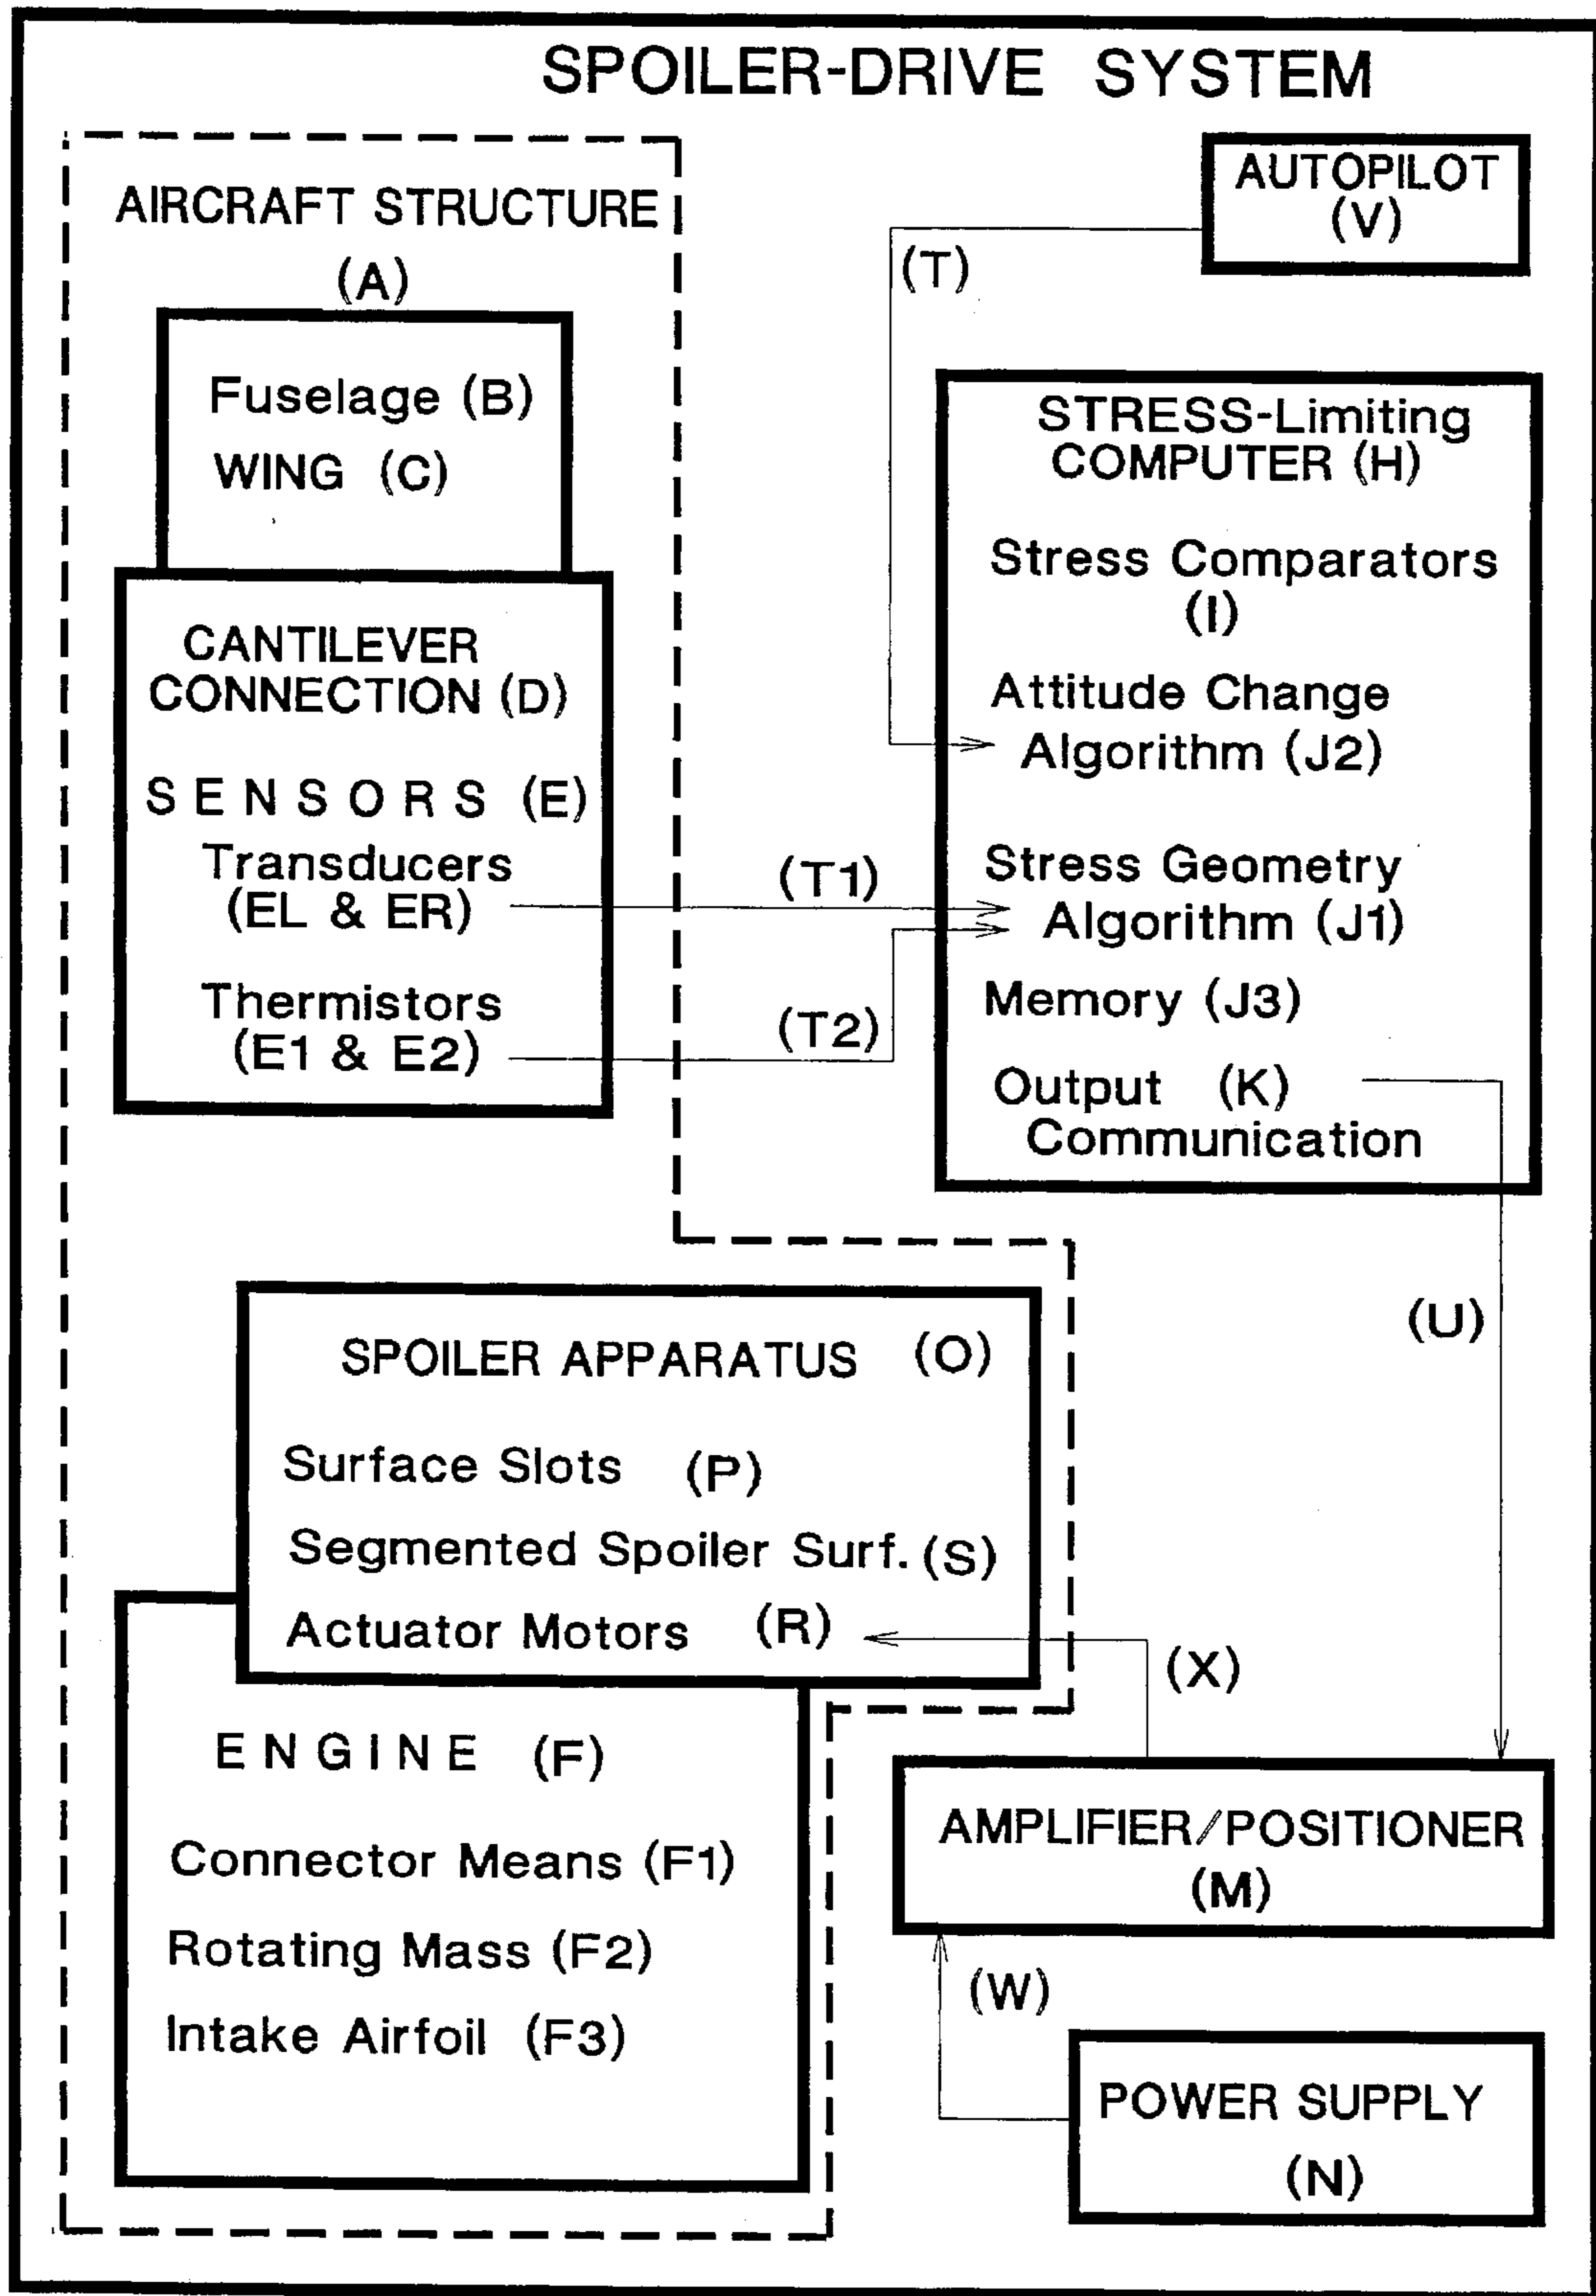 SPOILER-DRIVE SYSTEM
AIRCRAFT STRUCTURE
(A)
Fuselage (B)
WING (C)
CANTILEVER
CONNECTION (D)
SENSORS (E)
Transducers
(EL & ER)
Thermistors
(E1 & E2)
(T1)
(T2)
AUTOPILOT
(V)
(T)
STRESS-Limiting
COMPUTER (H)
Stress Comparators
(I)
Attitude Change
Algorithm (J2)
Stress Geometry
Algorithm (J1)
Memory (J3)
Output (K)
Communication
(U)
SPOILER APPARATUS (O)
Surface Slots (P)
Segmented Spoiler Surf. (S)
Actuator Motors (R)
(X)
ENGINE (F)
Connector Means (F1)
Rotating Mass (F2)
Intake Airfoil (F3)
AMPLIFIER/POSITIONER
(M)
(W)
POWER SUPPLY
(N)